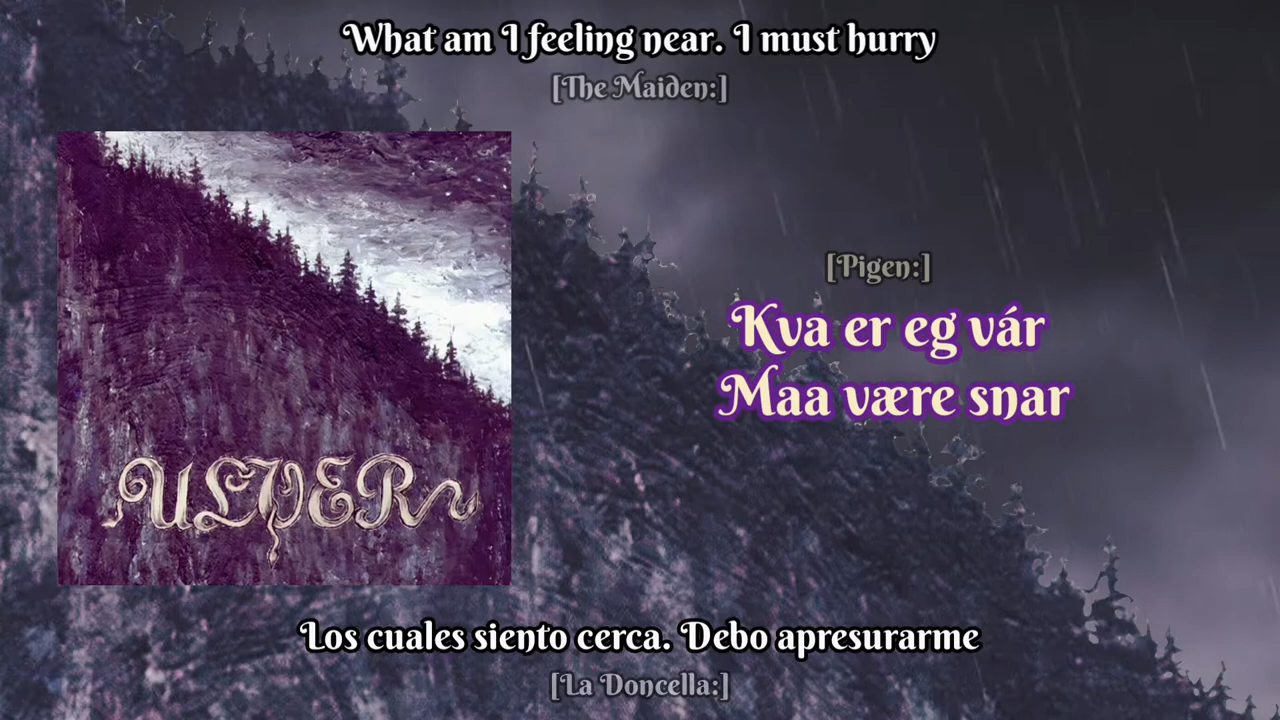 What am I feeling near. I must hurry
[The Maiden:]
[Pigen:]
Kva er eg vár
Maa være snar
ULVER
Los cuales siento cerca. Debo apresurarme
[La Doncella:]